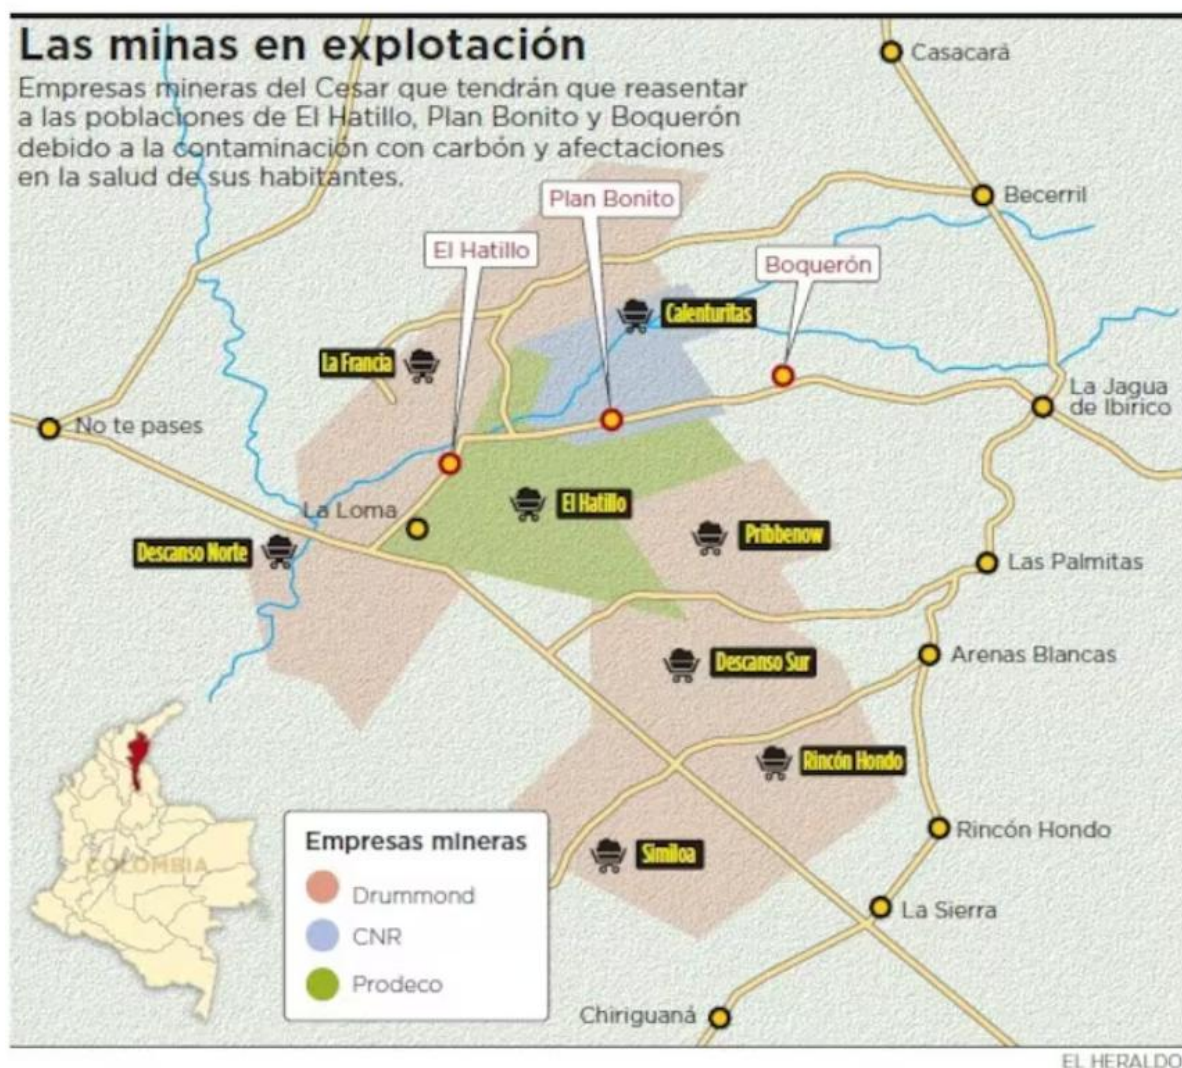 Las minas en explotación
Empresas mineras del Cesar que tendrán que reasentar
a las poblaciones de El Hatillo, Plan Bonito y Boquerón
debido a la contaminación con carbón y afectaciones
en la salud de sus habitantes.
Casacará
Plan Bonito
Becerril
El Hatillo
Boquerón
Calenturitas
La Francia
La Jagua
de Ibirico
No te pases
La Loma
El Hatillo
Pribbenow
Descanso Norte
Las Palmitas
Descanso Sur
Arenas Blancas
Rincón Hondo
COLOMBIA
Empresas mineras
Drummond
CNR
Prodeco
Similoa
Rincón Hondo
La Sierra
Chiriguaná
EL HERALDO